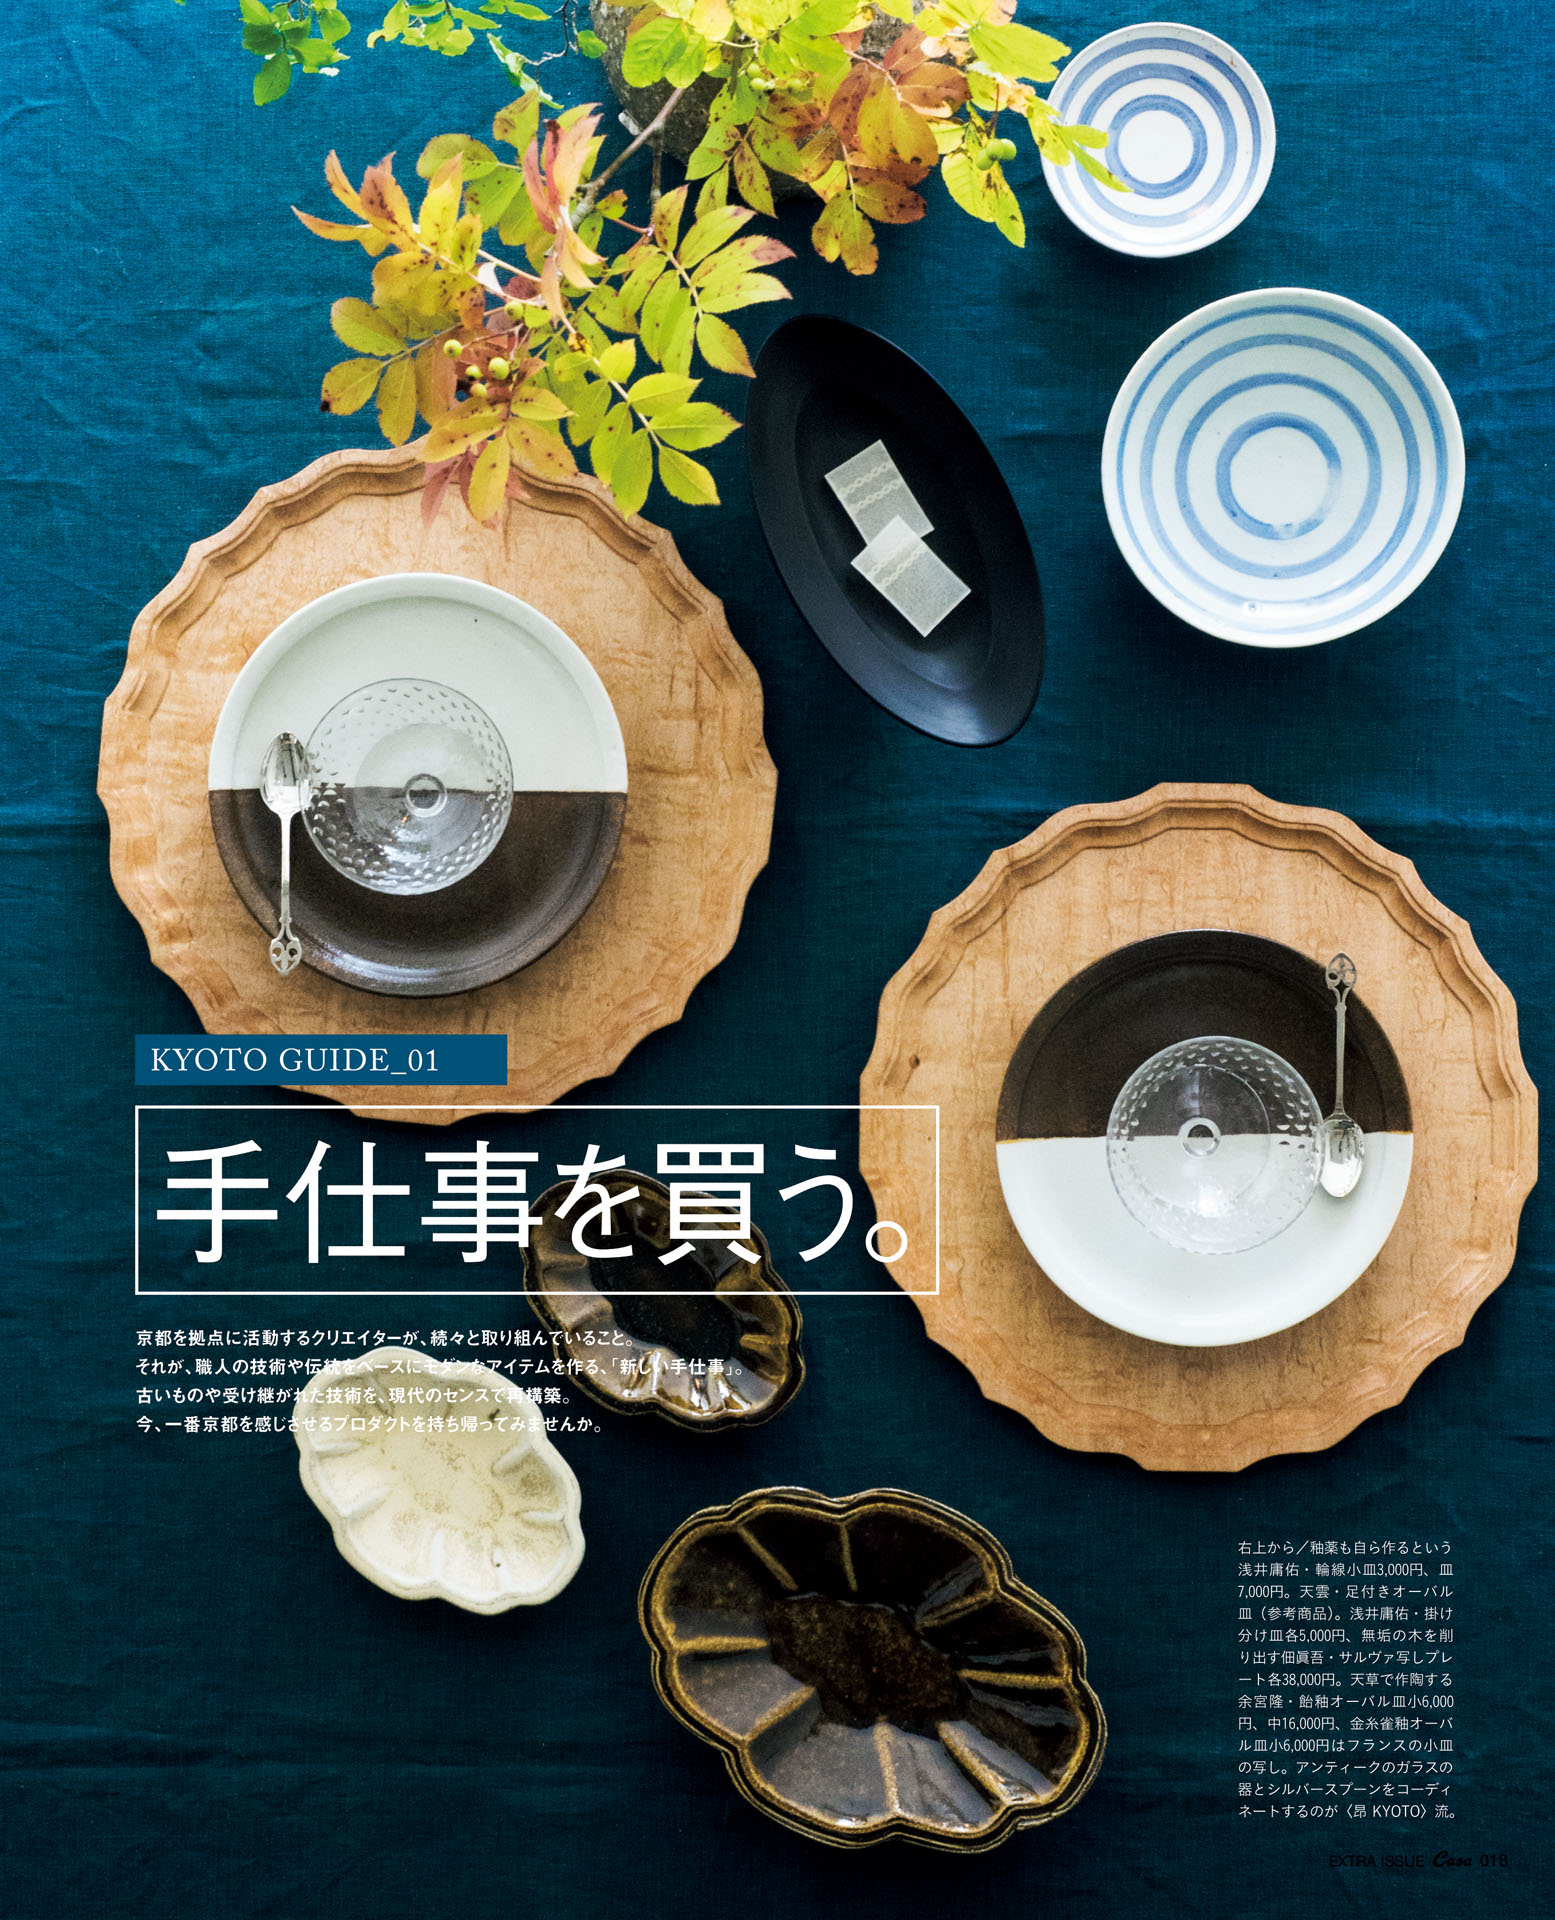 KYOTO GUIDE_01
手仕事を買う。
京都を拠点に活動するクリエイターが、続々と取り組んでいること。
それが、職人の技術や伝統をベースにモダンなアイテムを作る、「新しい手仕事」。
古いものや受け継がれた技術を、現代のセンスで再構築。
今、一番京都を感じさせるプロダクトを持ち帰ってみませんか。
右上から／釉薬も自ら作るという
浅井庸佑・輪線小皿3,000円、皿
7,000円。天雲・足付きオーバル
皿（参考商品）。浅井庸佑・掛け
分け皿各5,000円、無垢の木を削
り出す佃眞吾・サルヴァ写しプレ
ート各38,000円。天草で作陶する
余宮隆・飴釉オーバル皿小6,000
円、中16,000円、金糸雀釉オーバ
ル皿小6,000円はフランスの小皿
の写し。アンティークのガラスの
器とシルバースプーンをコーディ
ネートするのが〈昂 KYOTO〉流。
EXTRA ISSUE Casa 018